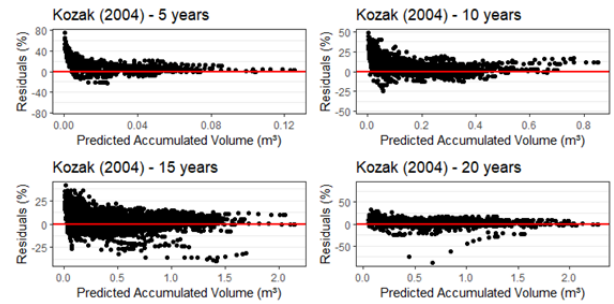 Kozak (2004) - 5 years
Residuals (%)
80
40
0
-40
-80
0.00
0.04
0.08
0.12
Predicted Accumulated Volume (m³)
Kozak (2004) - 10 years
Residuals (%)
50
25
0
-25
-50
0.0
0.2
0.4
0.6
0.8
Predicted Accumulated Volume (m³)
Kozak (2004) - 15 years
Residuals (%)
25
0
-25
0.0
0.5
1.0
1.5
2.0
Predicted Accumulated Volume (m³)
Kozak (2004) - 20 years
Residuals (%)
50
0
-50
0.0
0.5
1.0
1.5
2.0
Predicted Accumulated Volume (m³)